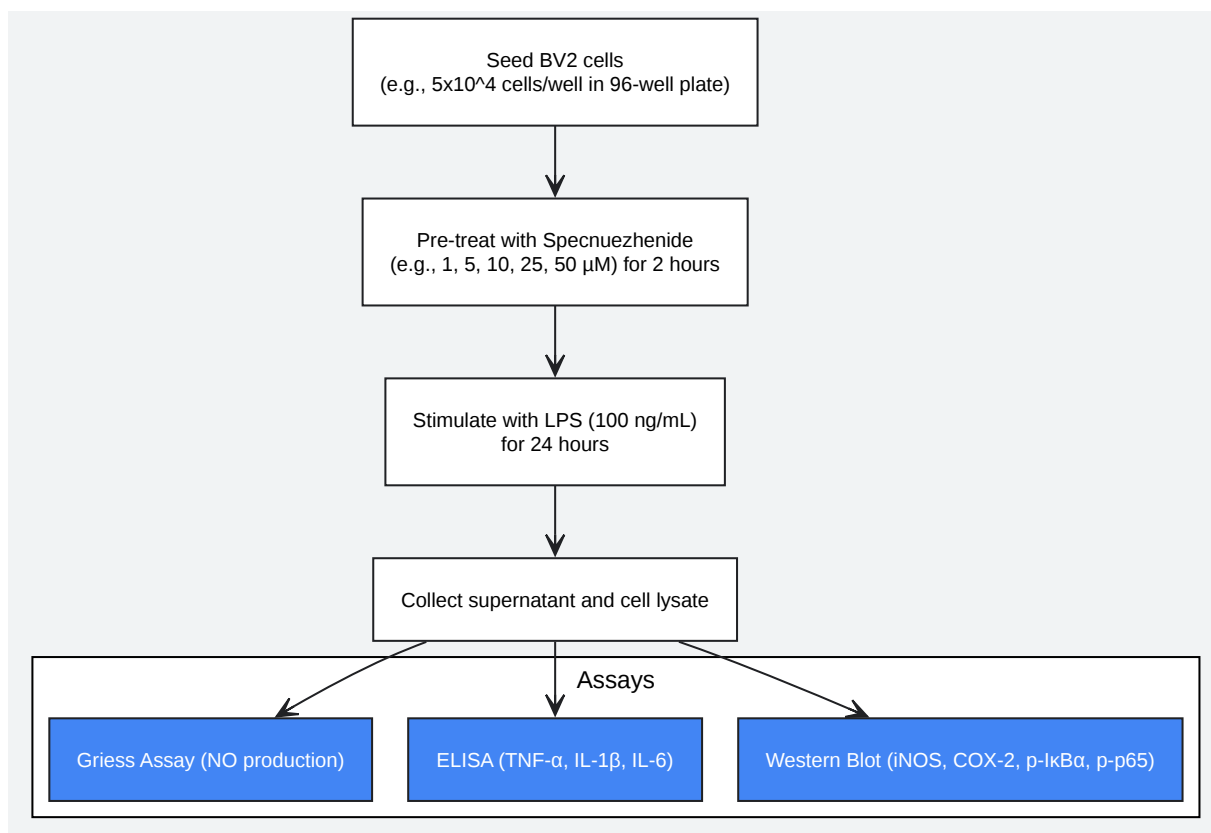 Seed BV2 cells
(e.g., 5x10^4 cells/well in 96-well plate)
Pre-treat with Specnuezhenide
(e.g., 1, 5, 10, 25, 50 µM) for 2 hours
Stimulate with LPS (100 ng/mL)
for 24 hours
Collect supernatant and cell lysate
Assays
Griess Assay (NO production)
ELISA (TNF-α, IL-1β, IL-6)
Western Blot (iNOS, COX-2, p-IκBα, p-p65)